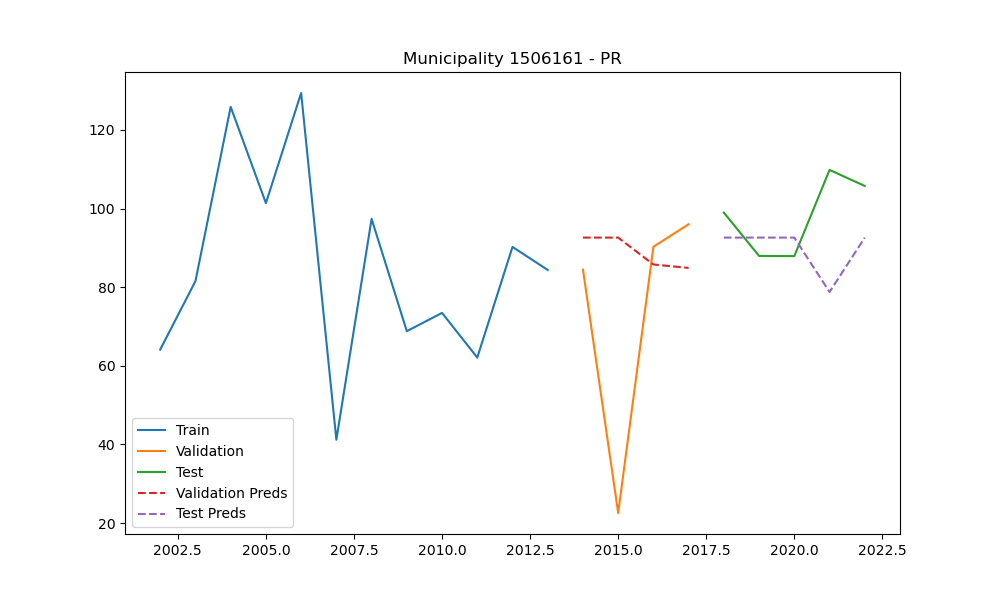 Municipality 1506161 - PR
120
100
80
60
40
20
Train
Validation
Test
Validation Preds
Test Preds
2002.5 2005.0 2007.5 2010.0 2012.5 2015.0 2017.5 2020.0 2022.5